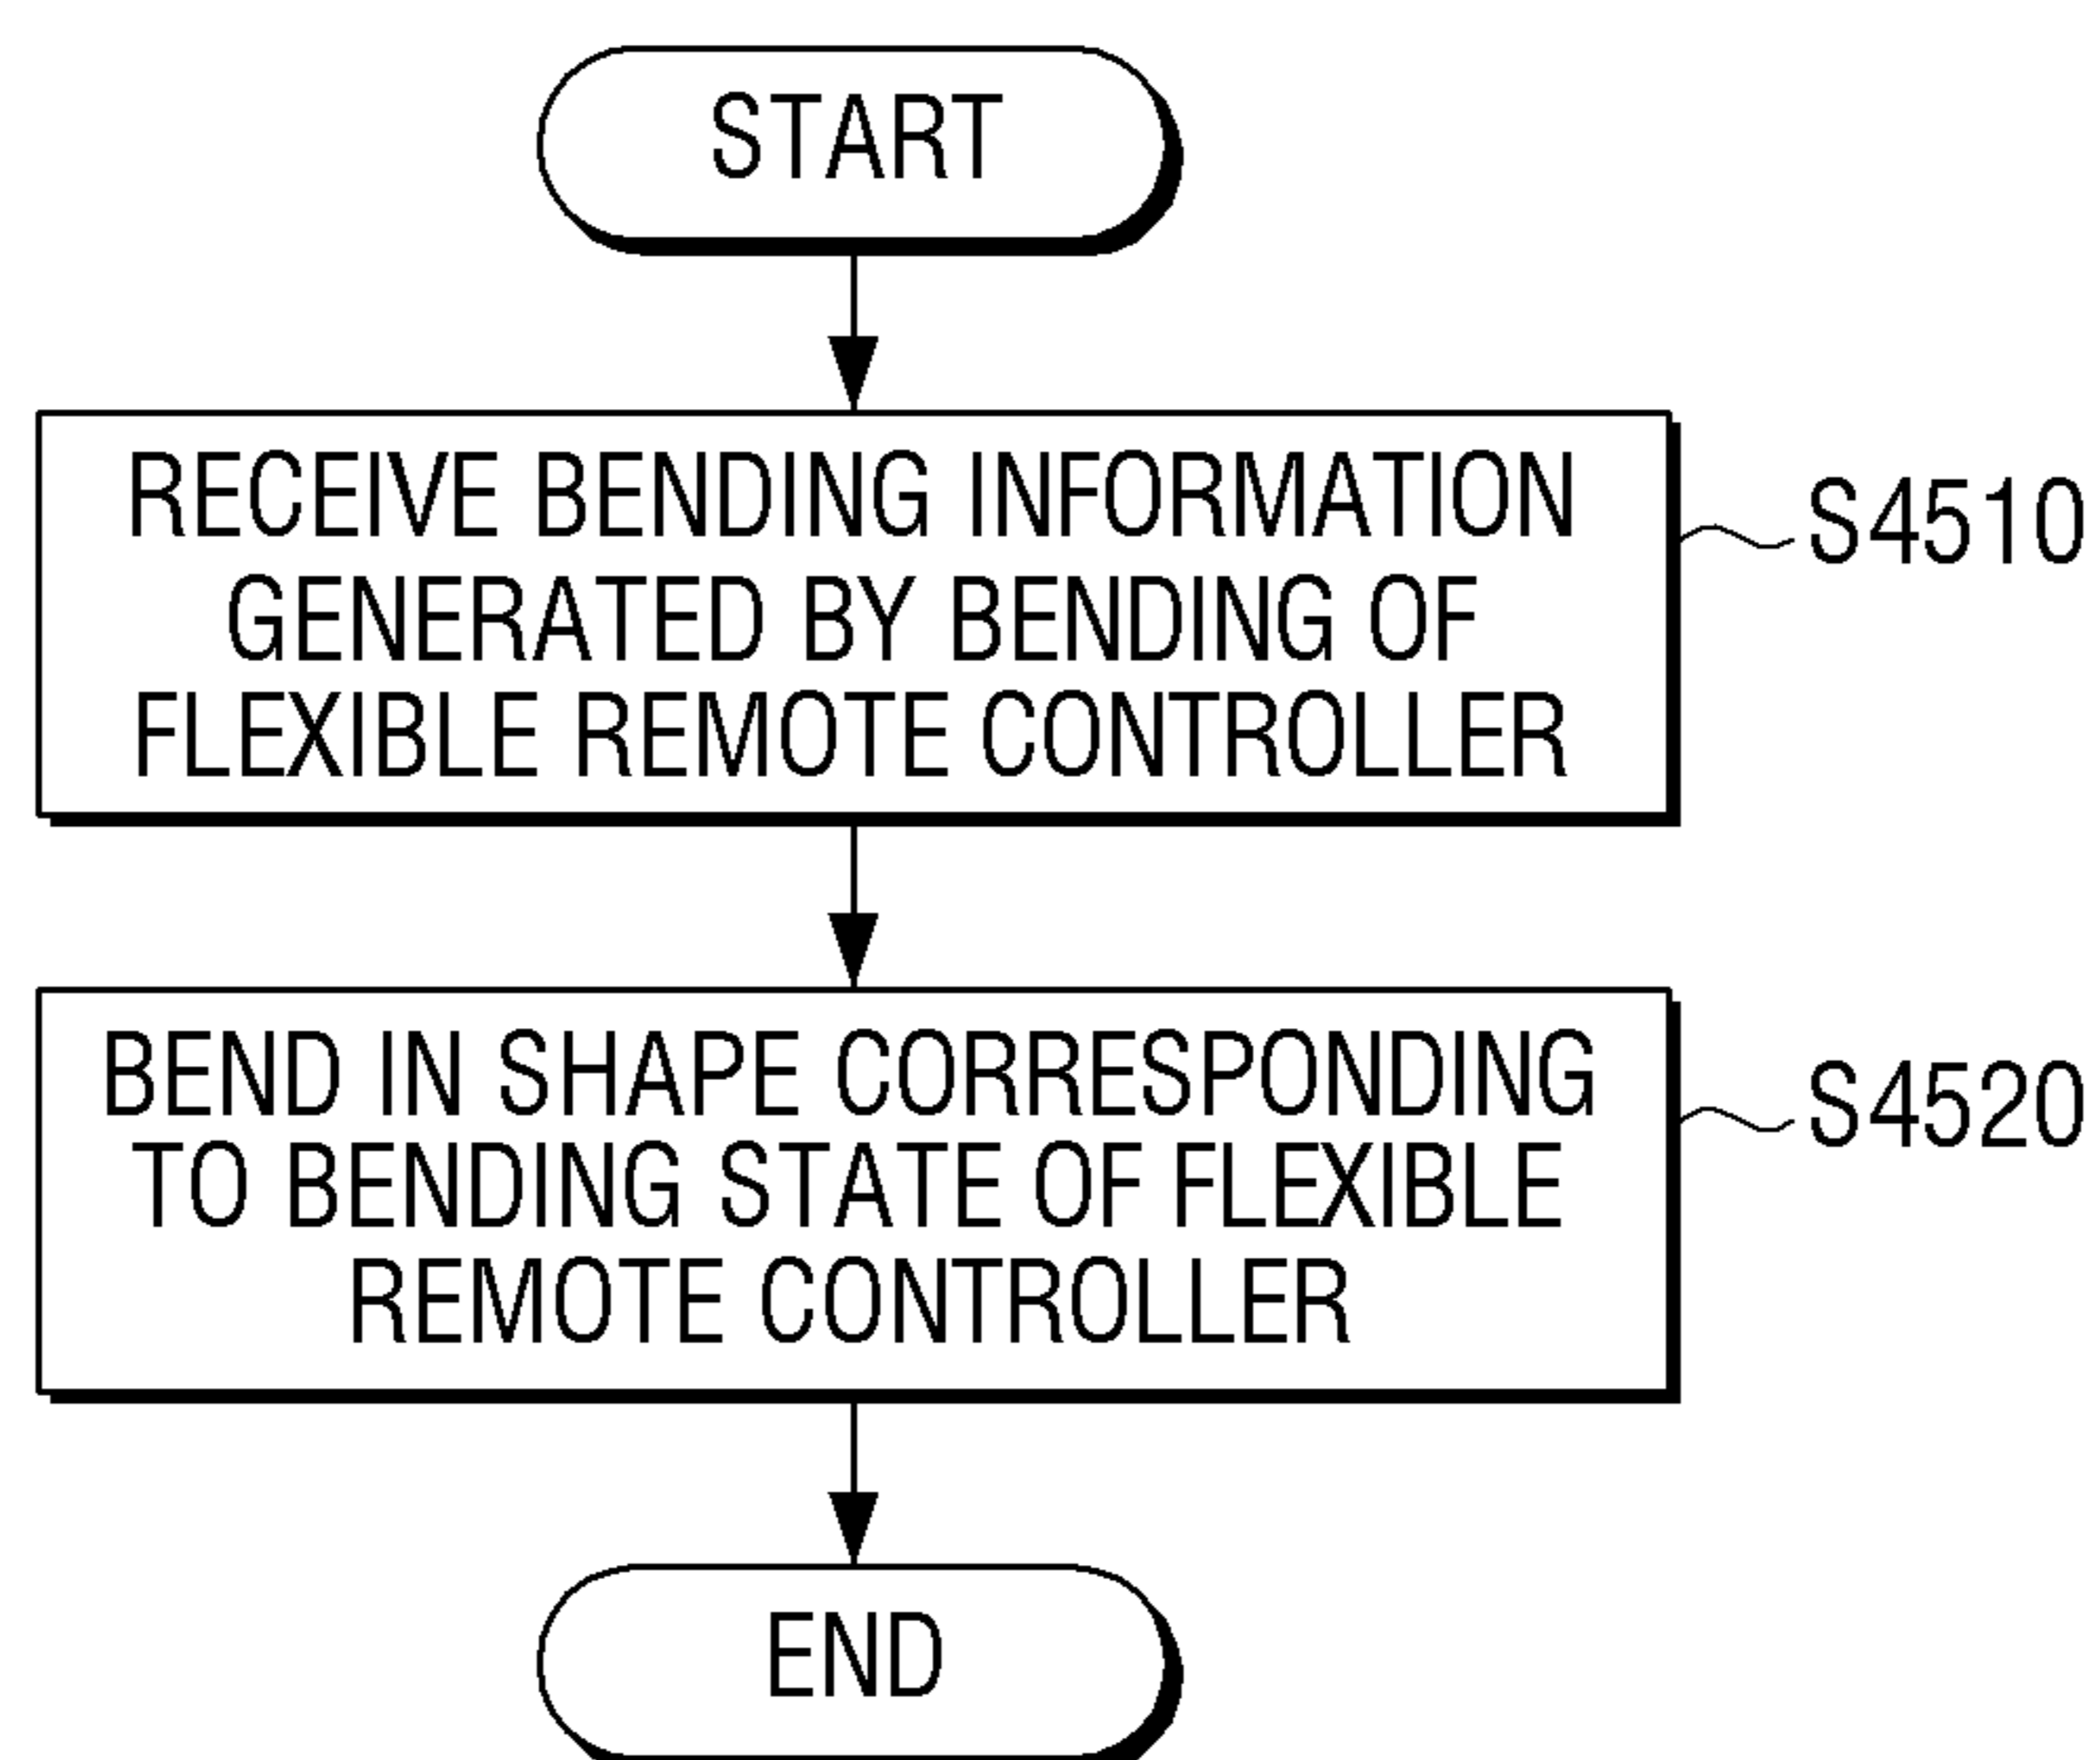 START
RECEIVE BENDING INFORMATION
GENERATED BY BENDING OF
FLEXIBLE REMOTE CONTROLLER
S4510
BEND IN SHAPE CORRESPONDING
TO BENDING STATE OF FLEXIBLE
REMOTE CONTROLLER
S4520
END